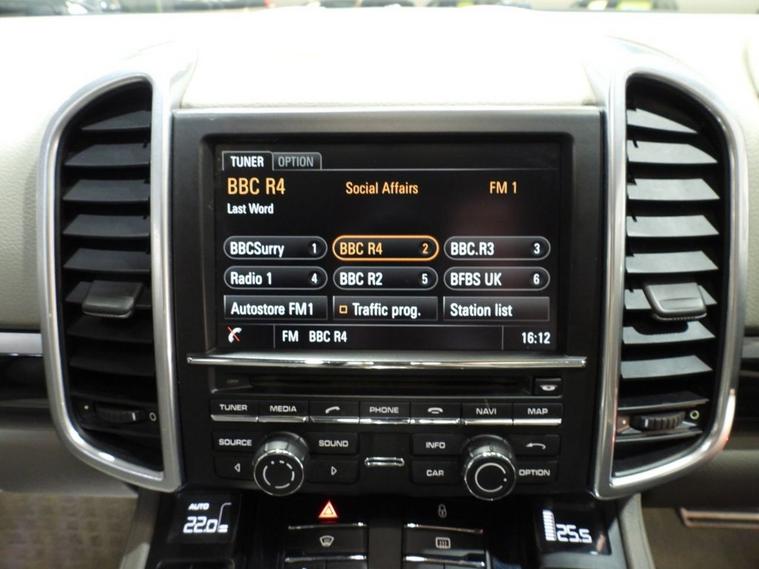 TUNER OPTION
BBC R4 Social Affairs FM 1
Last Word
BBCSurry 1 BBC R4 2 BBC.R3 3
Radio 1 4 BBC R2 5 BFBS UK 6
Autostore FM1 Traffic prog. Station list
FM BBC R4 16:12
TUNER MEDIA PHONE NAVI MAP
SOURCE SOUND INFO
CAR OPTION
AUTO
22.0 25.5